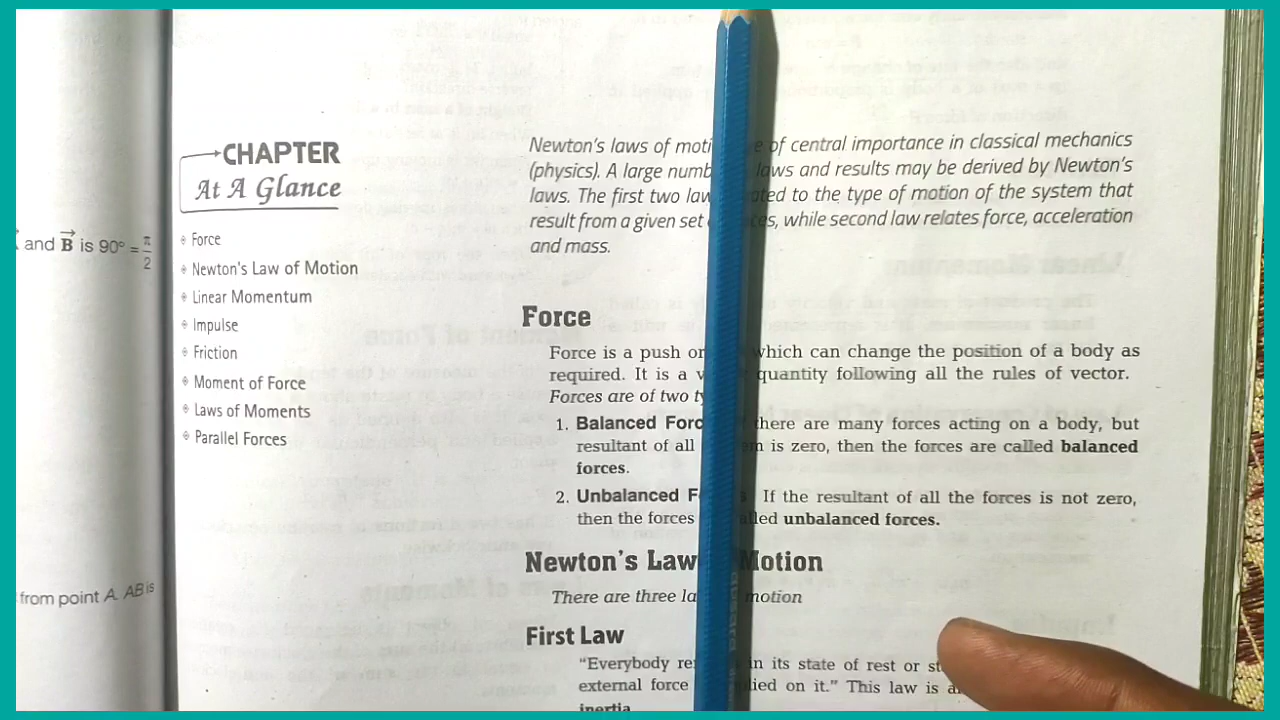 and B is 90° = π/2
from point A. AB is
CHAPTER
At A Glance
Force
Newton's Law of Motion
Linear Momentum
Impulse
Friction
Moment of Force
Laws of Moments
Parallel Forces
Newton's laws of moti of central importance in classical mechanics
(physics). A large numb laws and results may be derived by Newton's
laws. The first two law to the type of motion of the system that
result from a given set while second law relates force, acceleration
and mass.
Force
Force is a push or which can change the position of a body as
required. It is a quantity following all the rules of vector.
Forces are of two
1. Balanced Forc there are many forces acting on a body, but
resultant of all is zero, then the forces are called balanced
forces.
2. Unbalanced If the resultant of all the forces is not zero,
then the forces unbalanced forces.
Newton's Law Motion
There are three motion
First Law
"Everybody in its state of rest or
external force on it." This law is
inertia